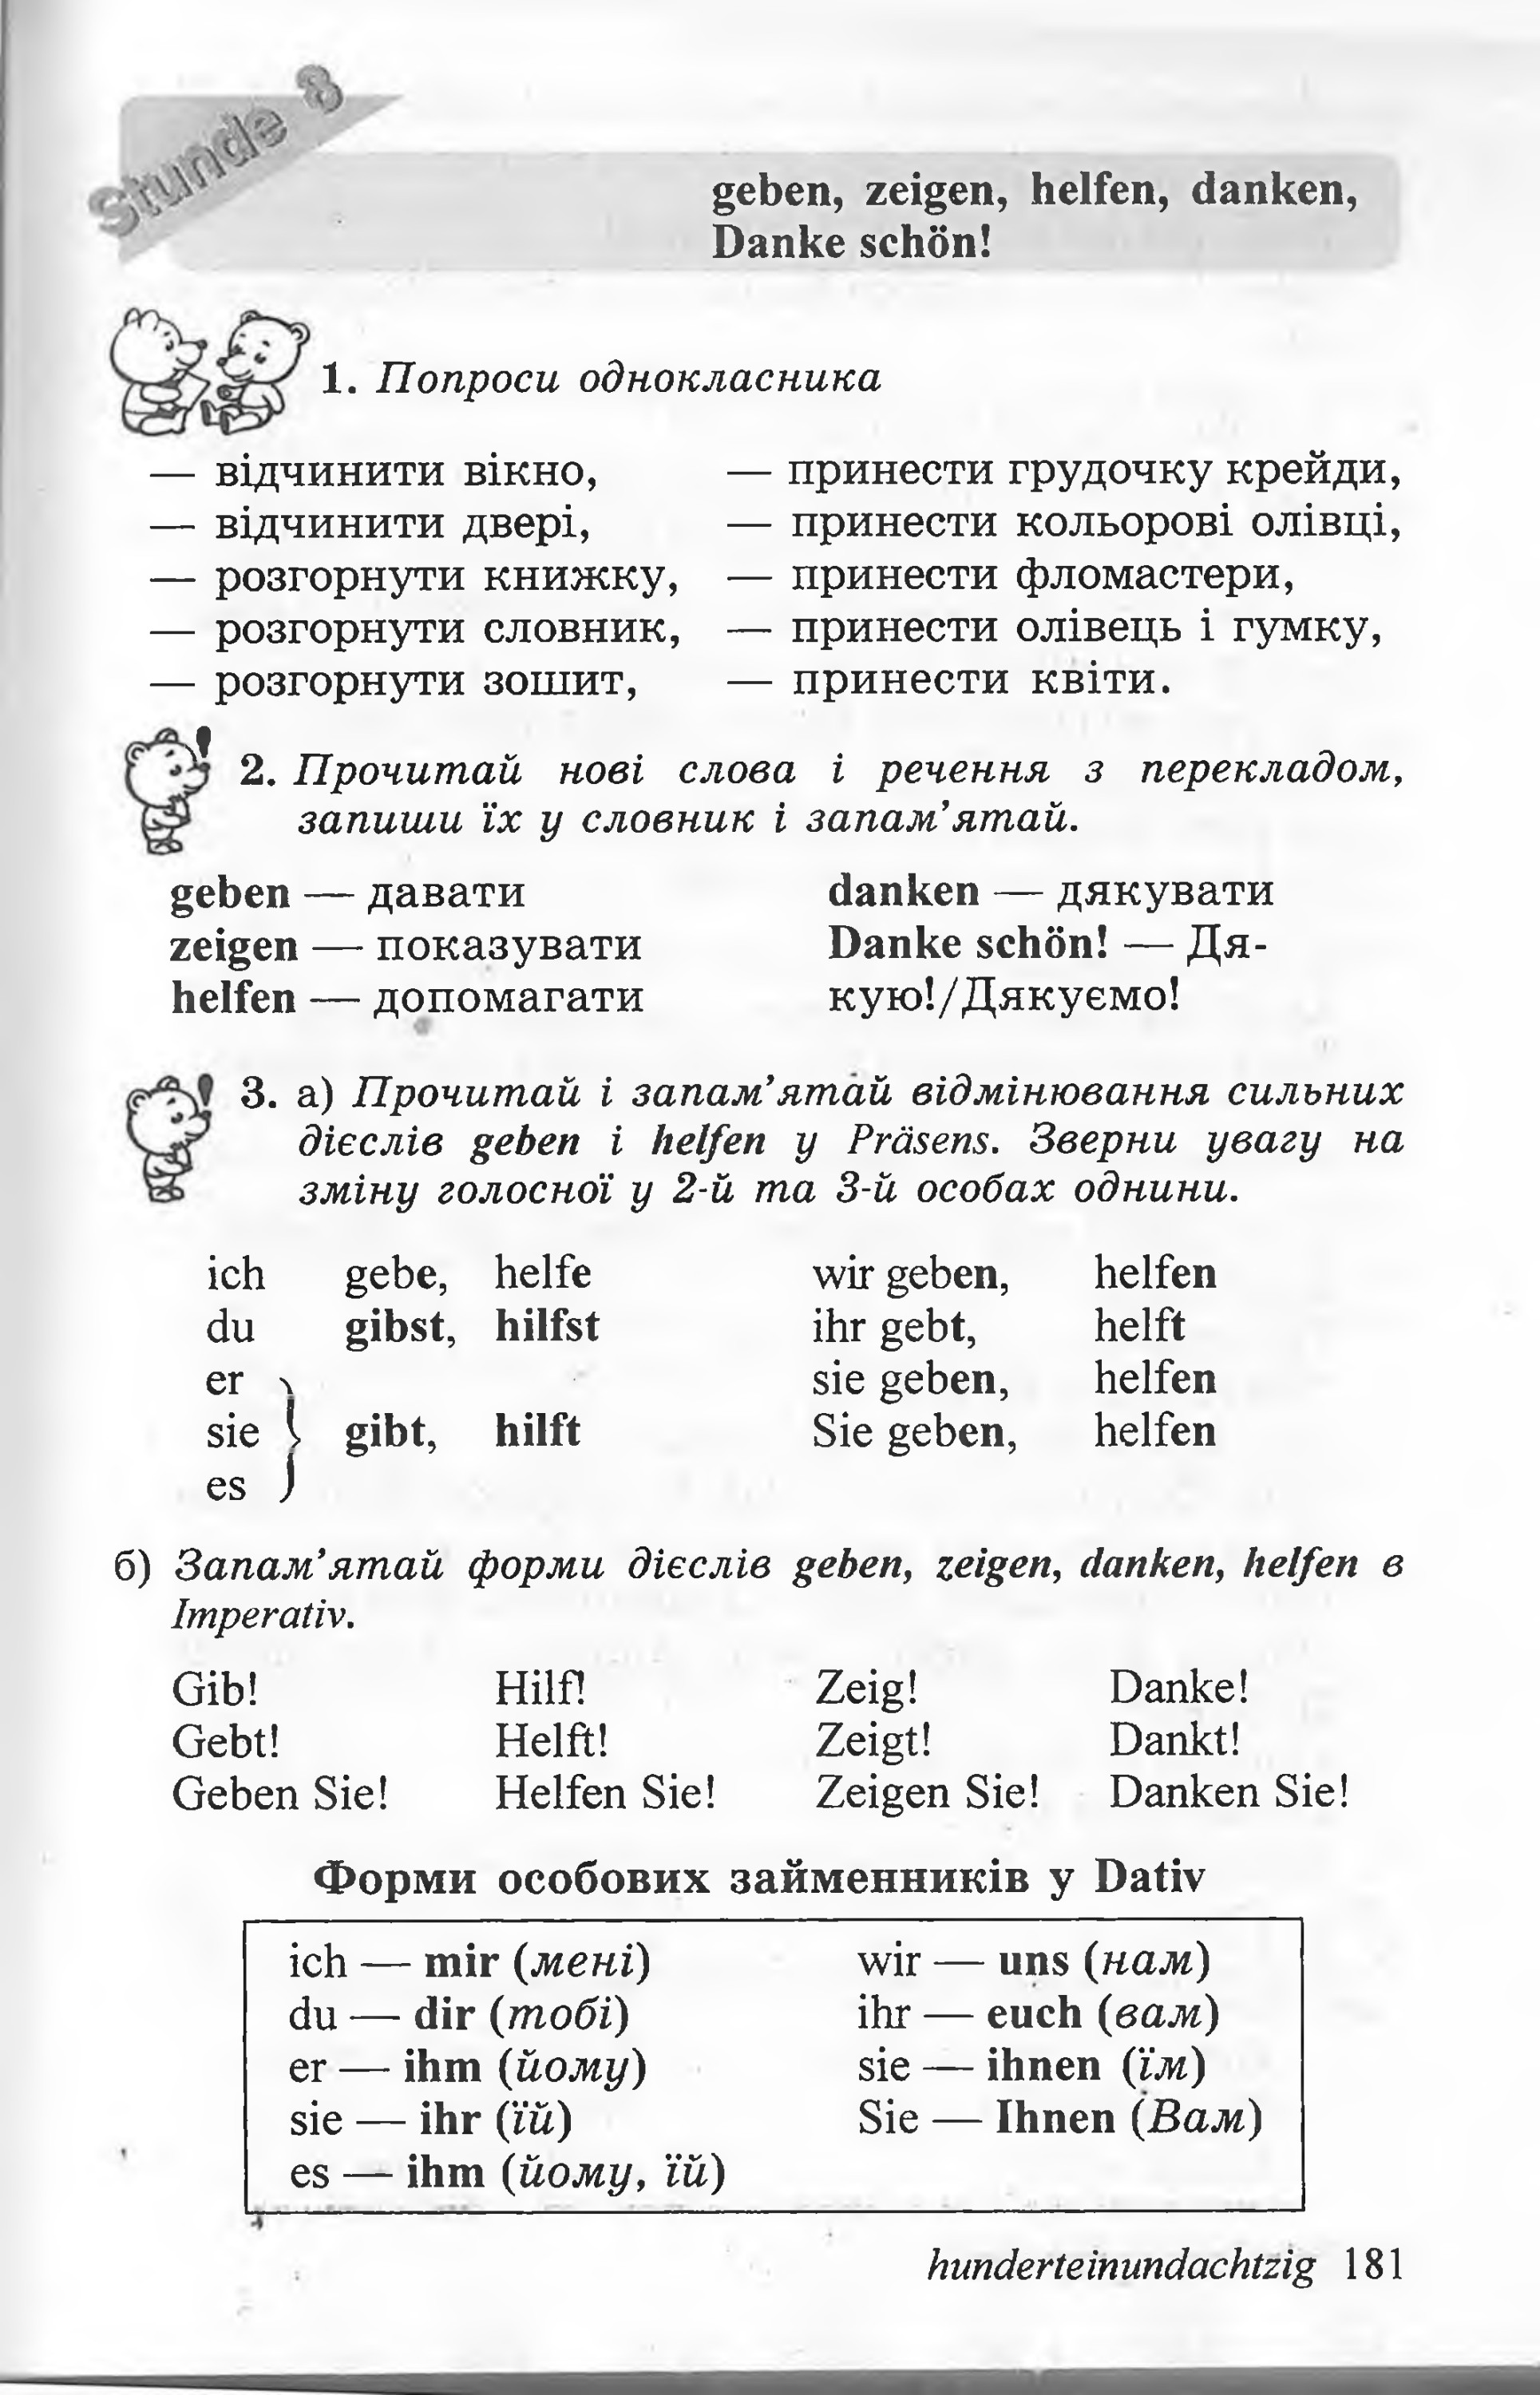 Stunde 8
geben, zeigen, helfen, danken,
Danke schön!
1. Попроси однокласника
— відчинити вікно,
— відчинити двері,
— розгорнути книжку,
— розгорнути словник,
— розгорнути зошит,
— принести грудочку крейди,
— принести кольорові олівці,
— принести фломастери,
— принести олівець і гумку,
— принести квіти.
2. Прочитай нові слова і речення з перекладом,
запиши їх у словник і запам’ятай.
geben — давати
zeigen — показувати
helfen — допомагати
danken — дякувати
Danke schön! — Дя-
кую!/Дякуємо!
3. а) Прочитай і запам’ятай відмінювання сильних
дієслів geben і helfen у Präsens. Зверни увагу на
зміну голосної у 2-й та 3-й особах однини.
ich gebe, helfe
du gibst, hilfst
er
sie } gibt, hilft
es
wir geben, helfen
ihr gebt, helft
sie geben, helfen
Sie geben, helfen
б) Запам’ятай форми дієслів geben, zeigen, danken, helfen в
Imperativ.
Gib! Hilf! Zeig! Danke!
Gebt! Helft! Zeigt! Dankt!
Geben Sie! Helfen Sie! Zeigen Sie! Danken Sie!
Форми особових займенників у Dativ
ich — mir (мені)
du — dir (тобі)
er — ihm (йому)
sie — ihr (їй)
es — ihm (йому, їй)
wir — uns (нам)
ihr — euch (вам)
sie — ihnen (їм)
Sie — Ihnen (Вам)
hunderteinundachtzig 181